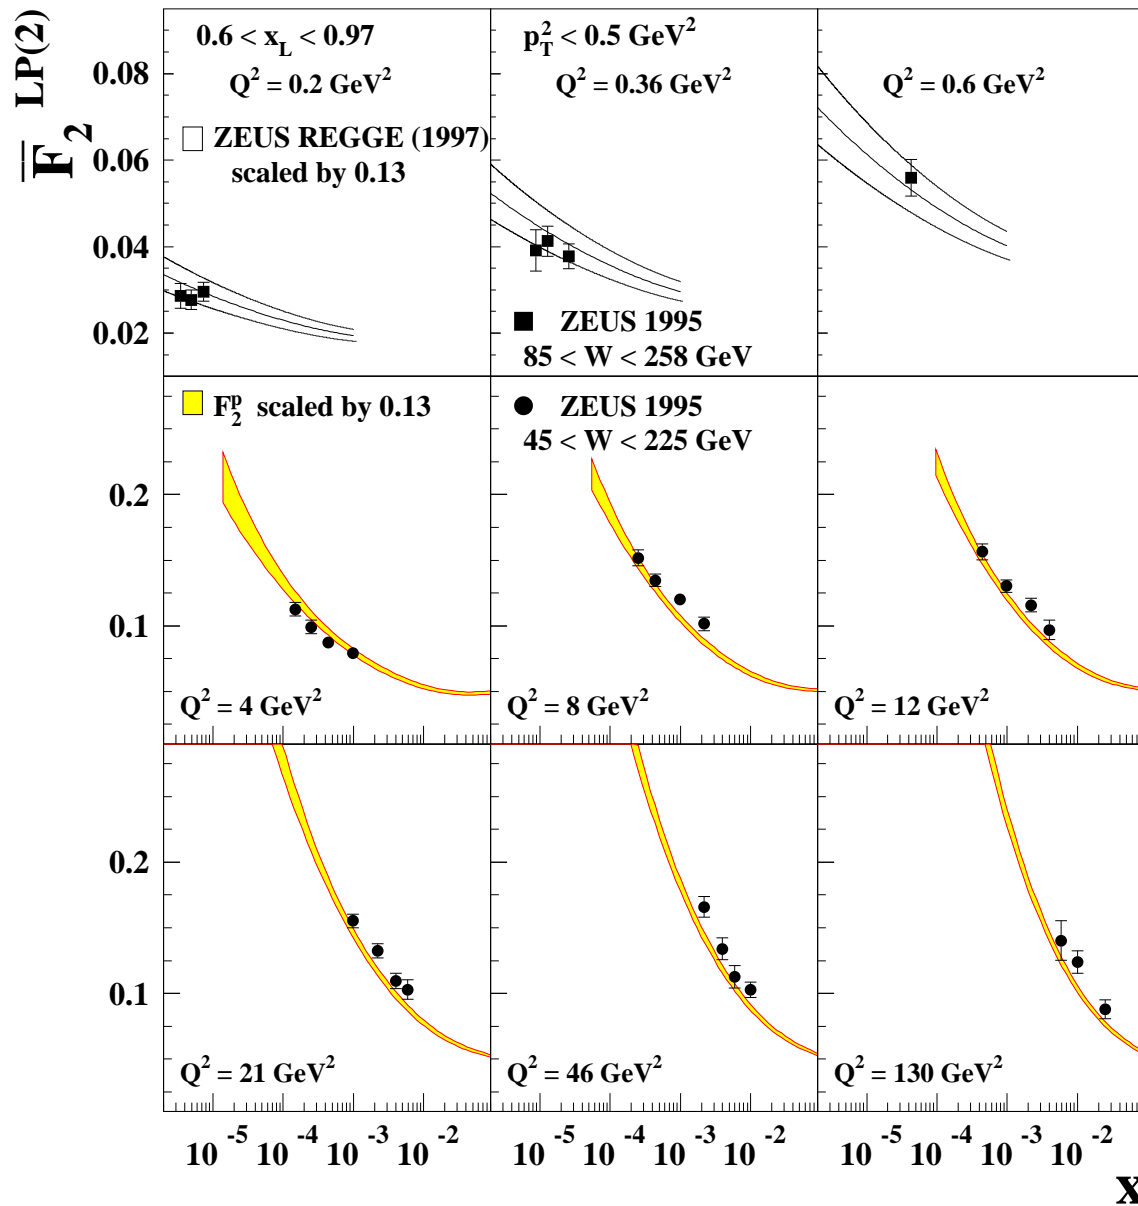 F̅₂ LP(2)
0.6 < x_L < 0.97
p_T² < 0.5 GeV²
Q² = 0.2 GeV²
Q² = 0.36 GeV²
Q² = 0.6 GeV²
ZEUS REGGE (1997)
scaled by 0.13
0.08
0.06
0.04
0.02
ZEUS 1995
85 < W < 258 GeV
F₂ᵖ scaled by 0.13
ZEUS 1995
45 < W < 225 GeV
0.2
0.1
Q² = 4 GeV²
Q² = 8 GeV²
Q² = 12 GeV²
0.2
0.1
Q² = 21 GeV²
Q² = 46 GeV²
Q² = 130 GeV²
10⁻⁵ 10⁻⁴ 10⁻³ 10⁻² 10⁻⁵ 10⁻⁴ 10⁻³ 10⁻² 10⁻⁵ 10⁻⁴ 10⁻³ 10⁻²
x